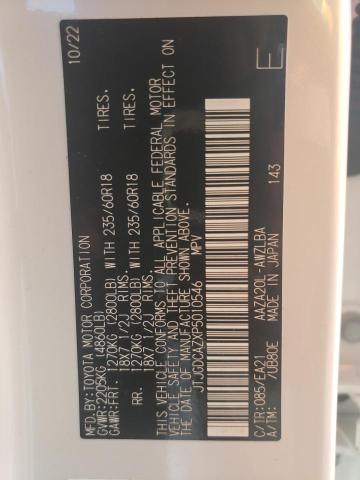 MFD.BY:TOYOTA MOTOR CORPORATION 10/22
GVWR:2205KG (4860LB)
GAWR:FRT. 1270KG (2800LB) WITH 235/60R18 TIRES.
18X7 1/2J RIMS.
RR. 1270KG (2800LB) WITH 235/60R18 TIRES.
18X7 1/2J RIMS.
THIS VEHICLE CONFORMS TO ALL APPLICABLE FEDERAL MOTOR
VEHICLE SAFETY AND THEFT PREVENTION STANDARDS IN EFFECT ON
THE DATE OF MANUFACTURE SHOWN ABOVE.
JTJGDCAZXP5010546 MPV
E
C/TR:085/EA21 AAZA20L-AWZLBA
A/TM: /UB80E MADE IN JAPAN 143